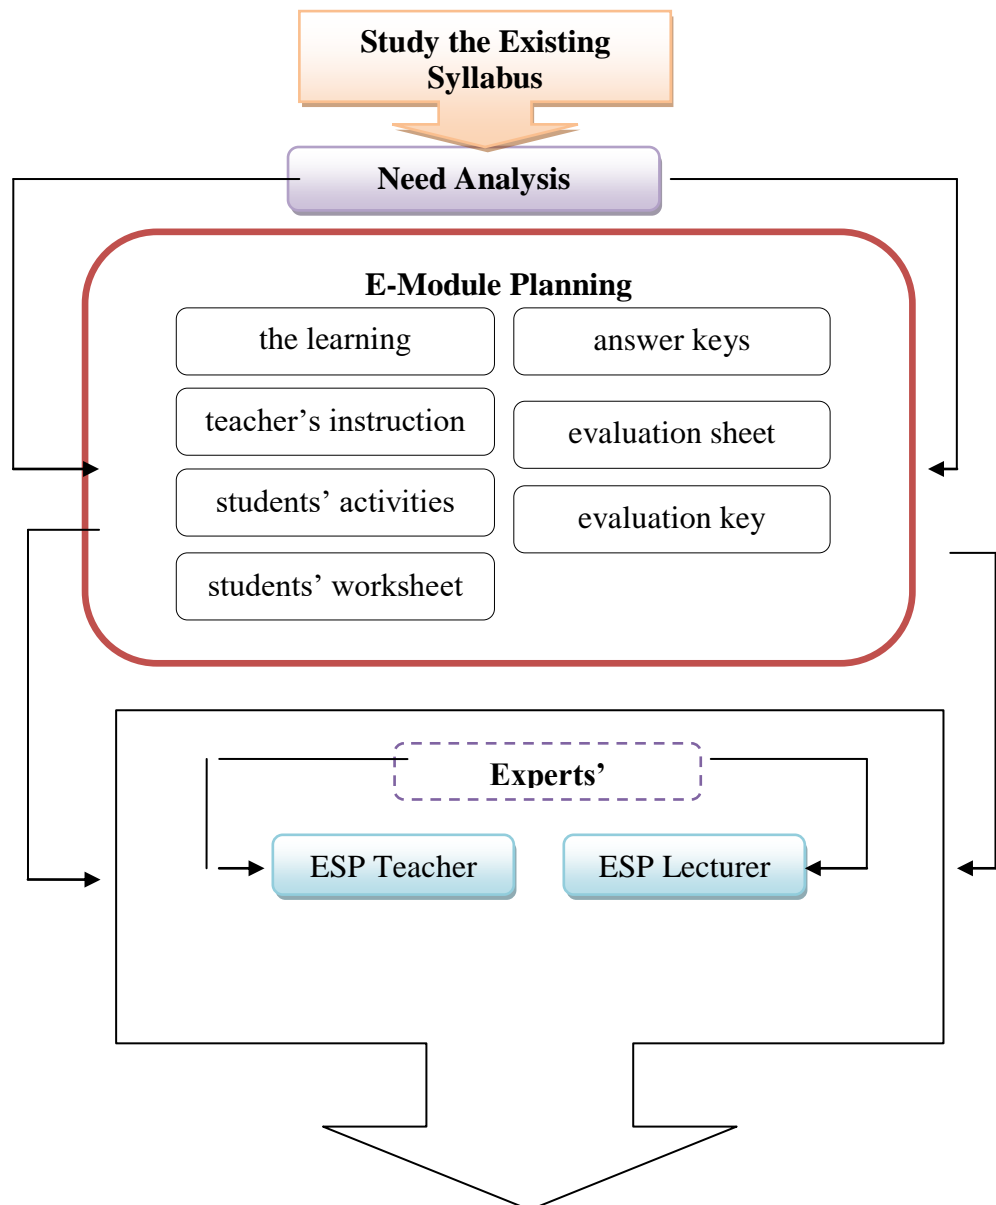 Study the Existing
Syllabus
Need Analysis
E-Module Planning
the learning
teacher’s instruction
students’ activities
students’ worksheet
answer keys
evaluation sheet
evaluation key
Experts’
ESP Teacher
ESP Lecturer